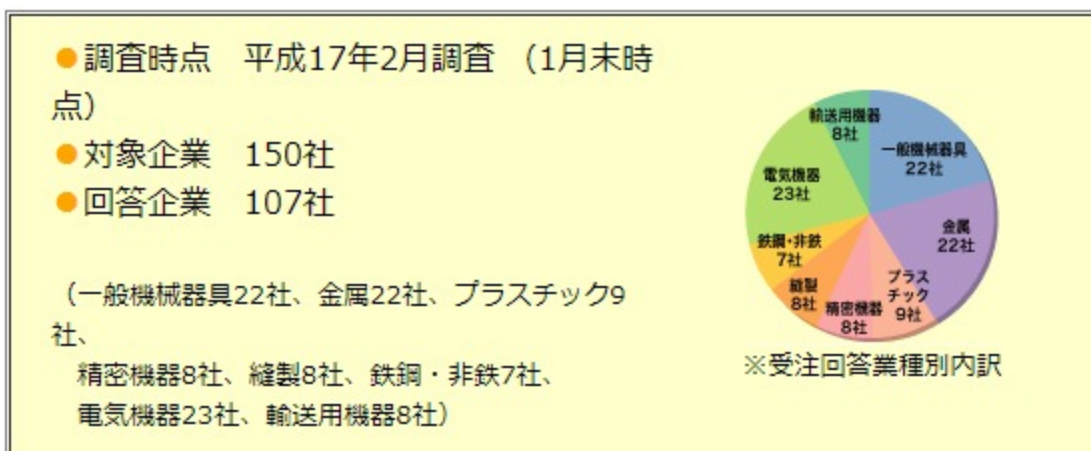 ●調査時点　平成17年2月調査　(1月末時
点)
●対象企業　150社
●回答企業　107社
（一般機械器具22社、金属22社、プラスチック9
社、
精密機器8社、縫製8社、鉄鋼・非鉄7社、
電気機器23社、輸送用機器8社）
輸送用機器
8社
一般機械器具
22社
電気機器
23社
金属
22社
鉄鋼・非鉄
7社
プラス
チック
9社
縫製
8社
精密機器
8社
※受注回答業種別内訳